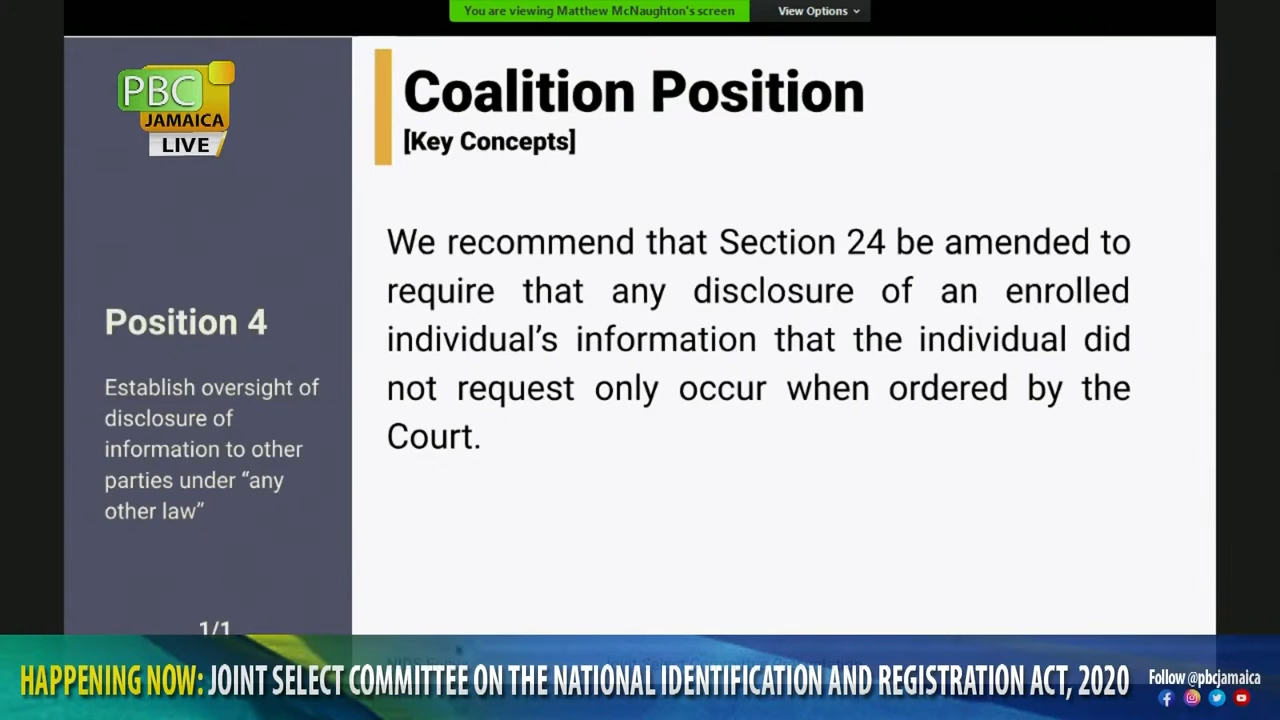 You are viewing Matthew McNaughton's screen
View Options
PBC
JAMAICA
LIVE
Coalition Position
[Key Concepts]
Position 4
Establish oversight of
disclosure of
information to other
parties under “any
other law”
1/1
We recommend that Section 24 be amended to
require that any disclosure of an enrolled
individual’s information that the individual did
not request only occur when ordered by the
Court.
HAPPENING NOW: JOINT SELECT COMMITTEE ON THE NATIONAL IDENTIFICATION AND REGISTRATION ACT, 2020
Follow @pbcjamaica